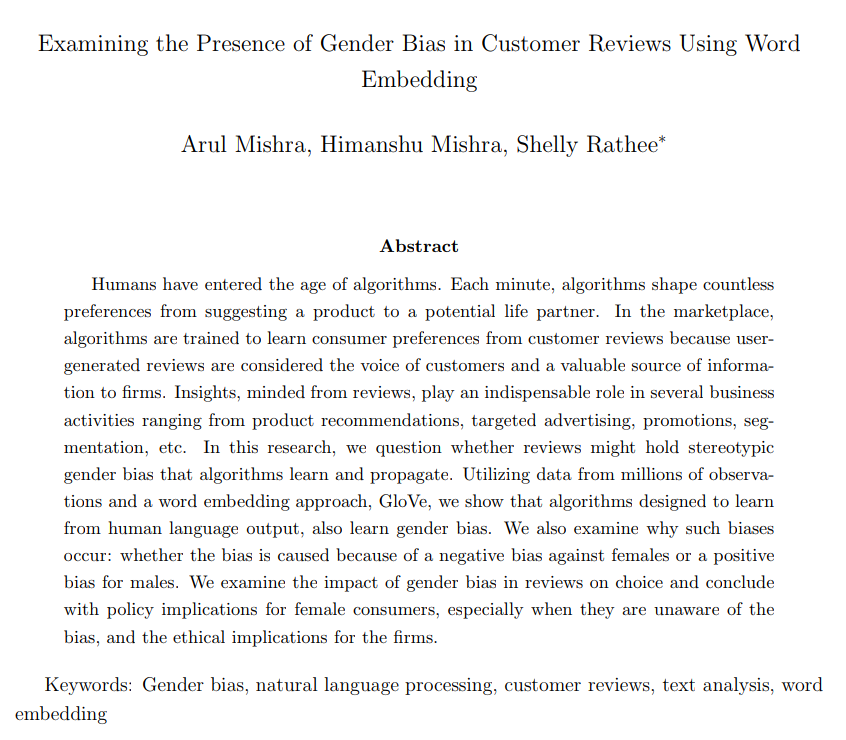 Examining the Presence of Gender Bias in Customer Reviews Using Word
Embedding
Arul Mishra, Himanshu Mishra, Shelly Rathee*
Abstract
Humans have entered the age of algorithms. Each minute, algorithms shape countless
preferences from suggesting a product to a potential life partner. In the marketplace,
algorithms are trained to learn consumer preferences from customer reviews because user-
generated reviews are considered the voice of customers and a valuable source of informa-
tion to firms. Insights, minded from reviews, play an indispensable role in several business
activities ranging from product recommendations, targeted advertising, promotions, seg-
mentation, etc. In this research, we question whether reviews might hold stereotypic
gender bias that algorithms learn and propagate. Utilizing data from millions of observa-
tions and a word embedding approach, GloVe, we show that algorithms designed to learn
from human language output, also learn gender bias. We also examine why such biases
occur: whether the bias is caused because of a negative bias against females or a positive
bias for males. We examine the impact of gender bias in reviews on choice and conclude
with policy implications for female consumers, especially when they are unaware of the
bias, and the ethical implications for the firms.
Keywords: Gender bias, natural language processing, customer reviews, text analysis, word
embedding